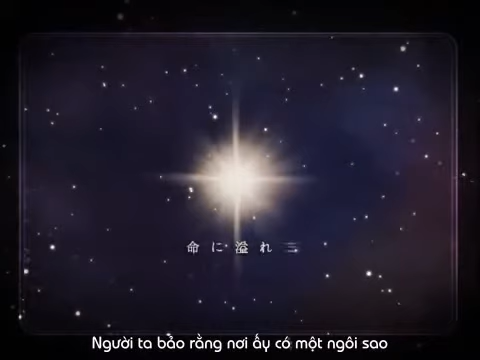 命に溢れ
Người ta bảo rằng nơi ấy có một ngôi sao